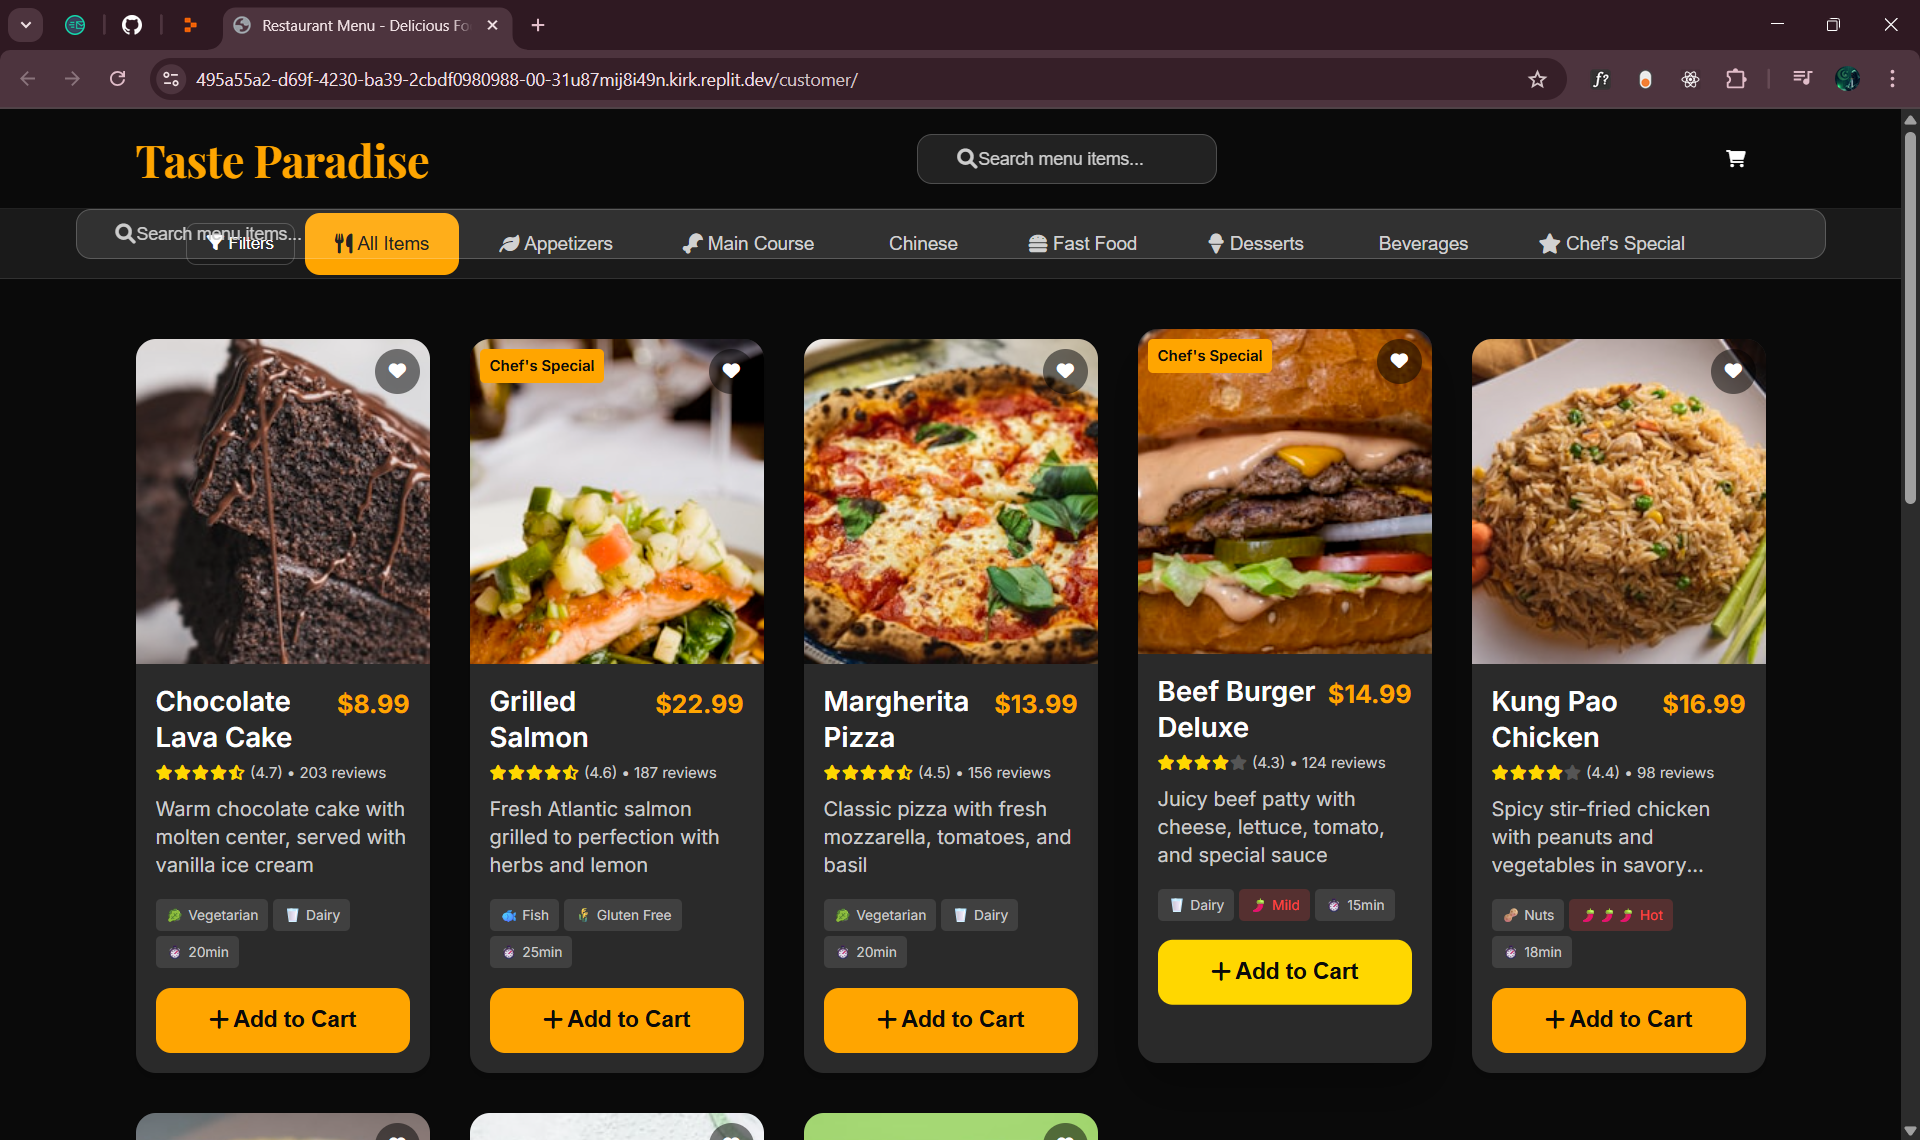 Restaurant Menu - Delicious Fo
495a55a2-d69f-4230-ba39-2cbdf0980988-00-31u87mij8i49n.kirk.replit.dev/customer/
f?
Taste Paradise
Search menu items...
Search menu items...
Filters
All Items
Appetizers
Main Course
Chinese
Fast Food
Desserts
Beverages
Chef's Special
Chocolate
Lava Cake
$8.99
(4.7) • 203 reviews
Warm chocolate cake with
molten center, served with
vanilla ice cream
Vegetarian
Dairy
20min
Add to Cart
Chef's Special
Grilled
Salmon
$22.99
(4.6) • 187 reviews
Fresh Atlantic salmon
grilled to perfection with
herbs and lemon
Fish
Gluten Free
25min
Add to Cart
Margherita
Pizza
$13.99
(4.5) • 156 reviews
Classic pizza with fresh
mozzarella, tomatoes, and
basil
Vegetarian
Dairy
20min
Add to Cart
Chef's Special
Beef Burger
Deluxe
$14.99
(4.3) • 124 reviews
Juicy beef patty with
cheese, lettuce, tomato,
and special sauce
Dairy
Mild
15min
Add to Cart
Kung Pao
Chicken
$16.99
(4.4) • 98 reviews
Spicy stir-fried chicken
with peanuts and
vegetables in savory...
Nuts
Hot
18min
Add to Cart